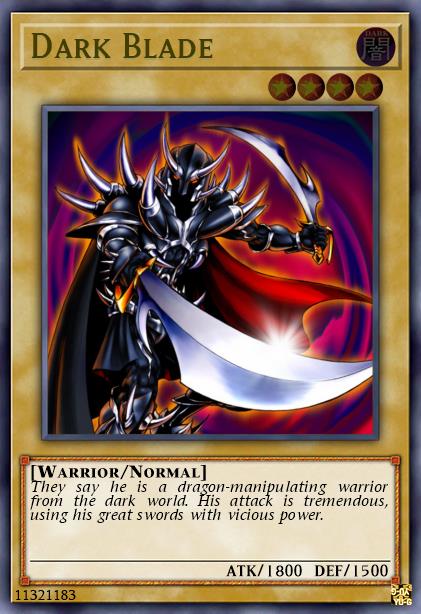 DARK BLADE
DARK
闇
[WARRIOR/NORMAL]
They say he is a dragon-manipulating warrior
from the dark world. His attack is tremendous,
using his great swords with vicious power.
ATK/1800 DEF/1500
11321183